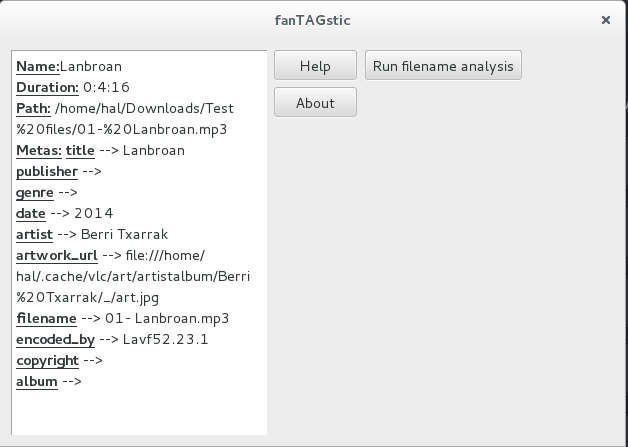 fanTAGstic
Name:Lanbroan
Duration: 0:4:16
Path: /home/hal/Downloads/Test
%20files/01-%20Lanbroan.mp3
Metas: title --> Lanbroan
publisher -->
genre -->
date --> 2014
artist --> Berri Txarrak
artwork_url --> file:///home/
hal/.cache/vlc/art/artistalbum/Berri
%20Txarrak/_/art.jpg
filename --> 01- Lanbroan.mp3
encoded_by --> Lavf52.23.1
copyright -->
album -->
Help
Run filename analysis
About